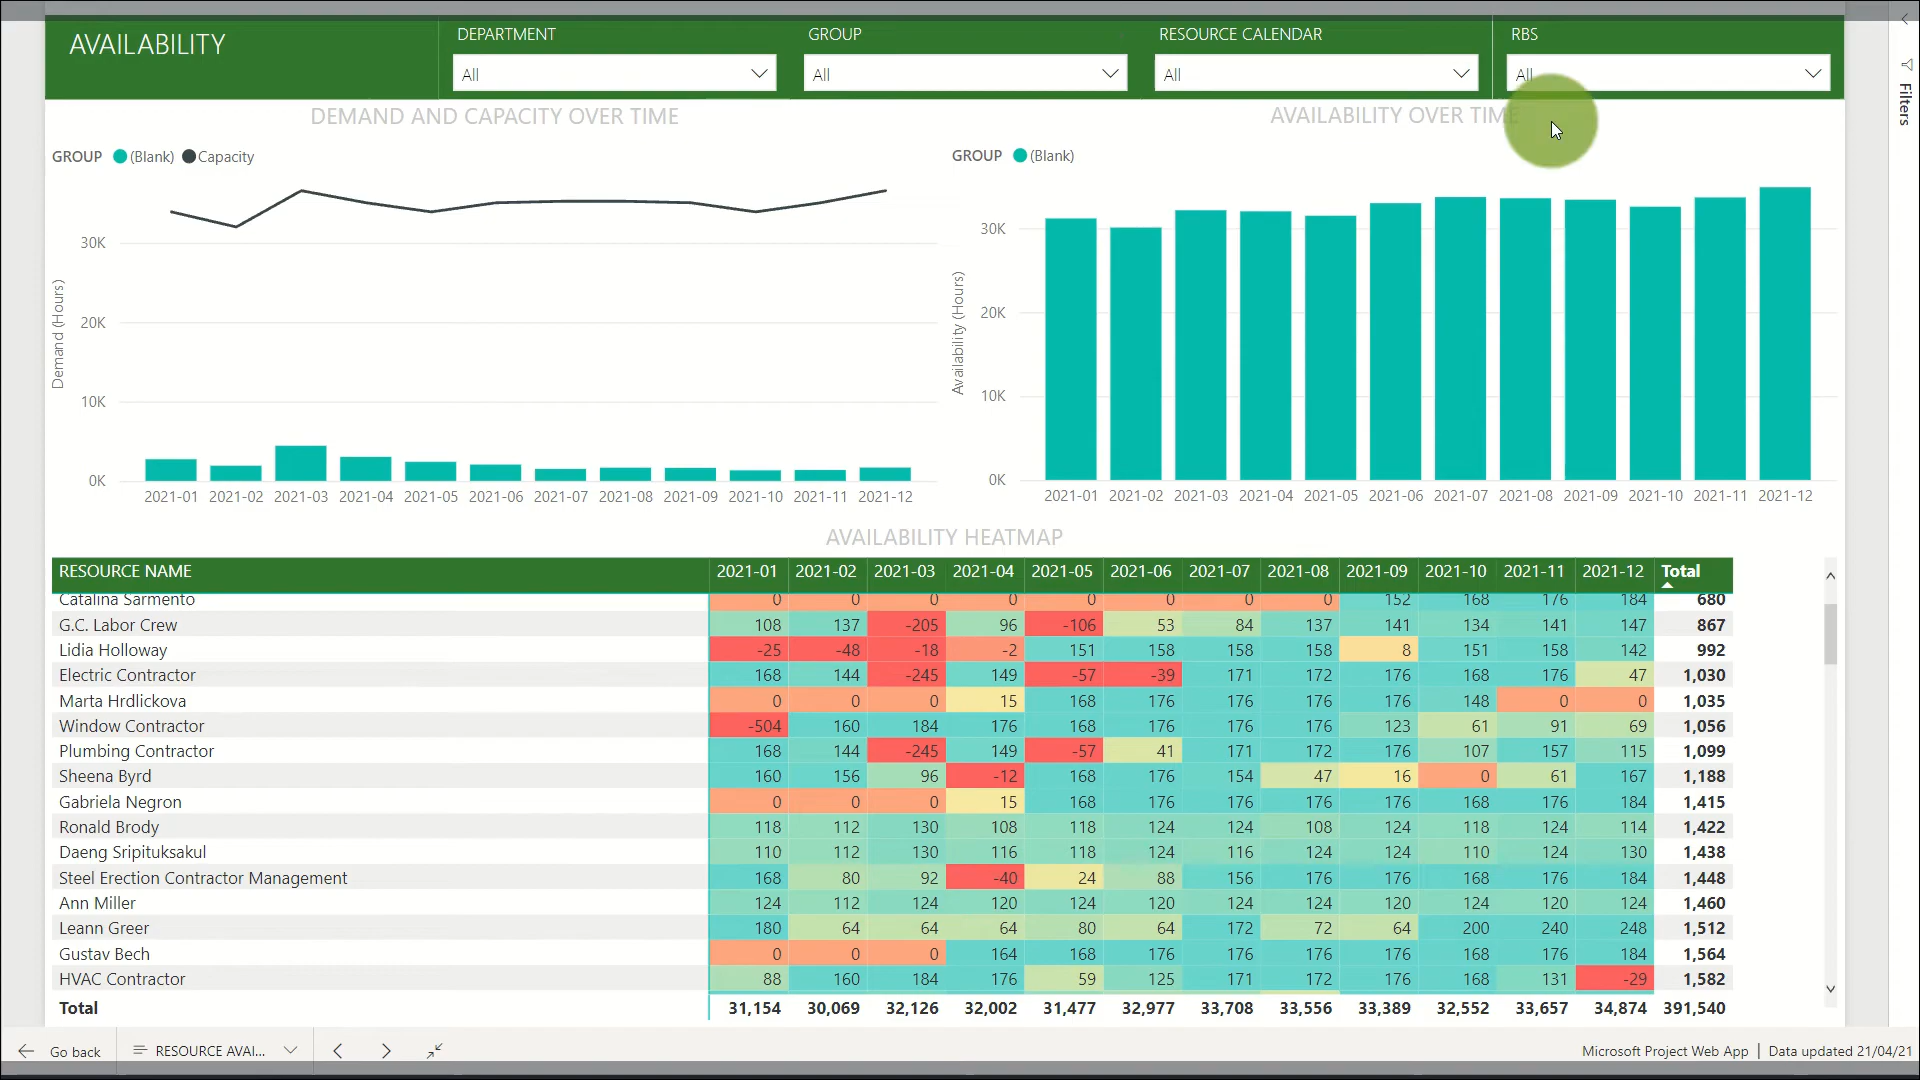 AVAILABILITY
DEPARTMENT
All
GROUP
All
RESOURCE CALENDAR
All
RBS
All
Filters
DEMAND AND CAPACITY OVER TIME
GROUP (Blank) Capacity
Demand (Hours)
30K
20K
10K
0K
2021-01 2021-02 2021-03 2021-04 2021-05 2021-06 2021-07 2021-08 2021-09 2021-10 2021-11 2021-12
AVAILABILITY OVER TIME
GROUP (Blank)
Availability (Hours)
30K
20K
10K
0K
2021-01 2021-02 2021-03 2021-04 2021-05 2021-06 2021-07 2021-08 2021-09 2021-10 2021-11 2021-12
AVAILABILITY HEATMAP
RESOURCE NAME 2021-01 2021-02 2021-03 2021-04 2021-05 2021-06 2021-07 2021-08 2021-09 2021-10 2021-11 2021-12 Total
Catalina Sarmento 0 0 0 0 0 0 0 0 152 168 176 184 680
G.C. Labor Crew 108 137 -205 96 -106 53 84 137 141 134 141 147 867
Lidia Holloway -25 -48 -18 -2 151 158 158 158 8 151 158 142 992
Electric Contractor 168 144 -245 149 -57 -39 171 172 176 168 176 47 1,030
Marta Hrdlickova 0 0 0 15 168 176 176 176 176 148 0 0 1,035
Window Contractor -504 160 184 176 168 176 176 176 123 61 91 69 1,056
Plumbing Contractor 168 144 -245 149 -57 41 171 172 176 107 157 115 1,099
Sheena Byrd 160 156 96 -12 168 176 154 47 16 0 61 167 1,188
Gabriela Negron 0 0 0 15 168 176 176 176 176 168 176 184 1,415
Ronald Brody 118 112 130 108 118 124 124 108 124 118 124 114 1,422
Daeng Sripituksakul 110 112 130 116 118 124 116 124 124 110 124 130 1,438
Steel Erection Contractor Management 168 80 92 -40 24 88 156 176 176 168 176 184 1,448
Ann Miller 124 112 124 120 124 120 124 124 120 124 120 124 1,460
Leann Greer 180 64 64 64 80 64 172 72 64 200 240 248 1,512
Gustav Bech 0 0 0 164 168 176 176 176 176 168 176 184 1,564
HVAC Contractor 88 160 184 176 59 125 171 172 176 168 131 -29 1,582
Total 31,154 30,069 32,126 32,002 31,477 32,977 33,708 33,556 33,389 32,552 33,657 34,874 391,540
Go back
RESOURCE AVAI...
Microsoft Project Web App | Data updated 21/04/21